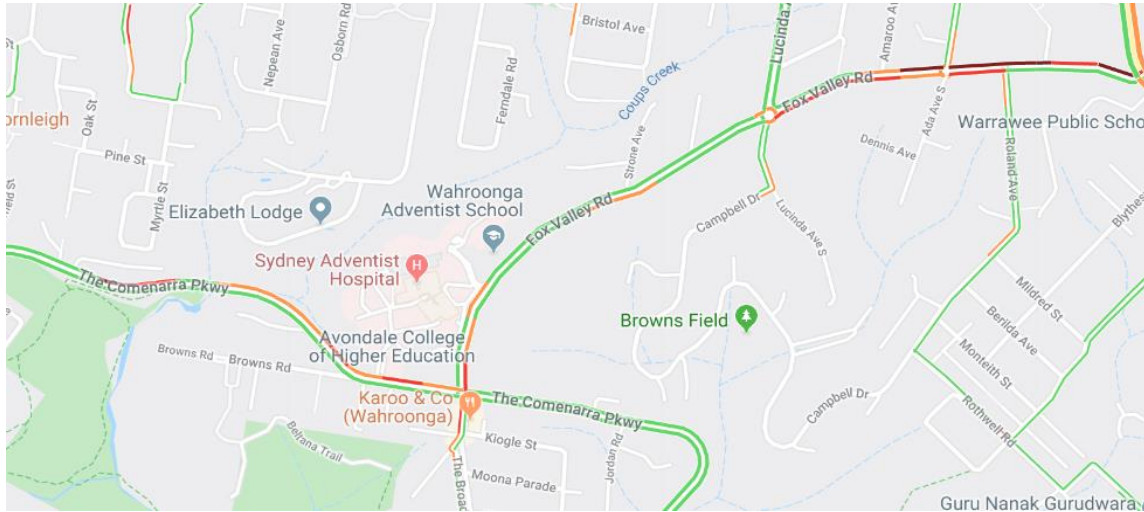 Nepean Ave
Osborn Rd
Ferndale Rd
Bristol Ave
Coups Creek
Lucinda
Amaroo Ave
Fox Valley Rd
Ada Ave S
Warrawee Public Scho
ornleigh
Oak St
Pine St
Myrtle St
Elizabeth Lodge
Wahroonga
Adventist School
Strone Ave
Fox Valley Rd
Campbell Dr
Lucinda Ave S
Dennis Ave
Roland Ave
Blythes
Sydney Adventist
Hospital
H
The Comenarra Pkwy
Browns Field
Mildred St
Berilda Ave
Monteith St
Avondale College
of Higher Education
Browns Rd
Browns Rd
Karoo & Co
(Wahroonga)
The Comenarra Pkwy
Campbell Dr
Rothwell Rd
Kiogle St
Jordan Rd
Moona Parade
The Broad
Guru Nanak Gurudwara